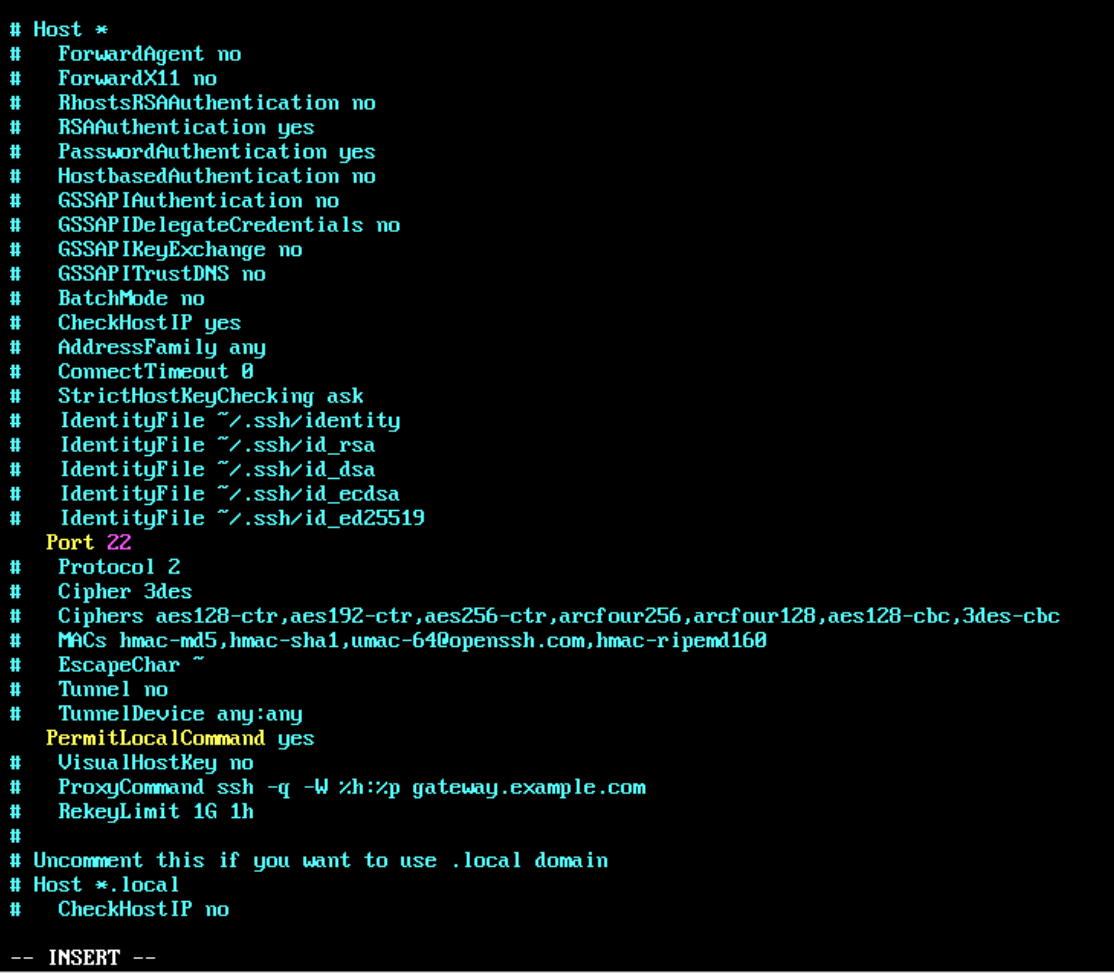 # Host *
#   ForwardAgent no
#   ForwardX11 no
#   RhostsRSAAuthentication no
#   RSAAuthentication yes
#   PasswordAuthentication yes
#   HostbasedAuthentication no
#   GSSAPIAuthentication no
#   GSSAPIDelegateCredentials no
#   GSSAPIKeyExchange no
#   GSSAPITrustDNS no
#   BatchMode no
#   CheckHostIP yes
#   AddressFamily any
#   ConnectTimeout 0
#   StrictHostKeyChecking ask
#   IdentityFile ~/.ssh/identity
#   IdentityFile ~/.ssh/id_rsa
#   IdentityFile ~/.ssh/id_dsa
#   IdentityFile ~/.ssh/id_ecdsa
#   IdentityFile ~/.ssh/id_ed25519
   Port 22
#   Protocol 2
#   Cipher 3des
#   Ciphers aes128-ctr,aes192-ctr,aes256-ctr,arcfour256,arcfour128,aes128-cbc,3des-cbc
#   MACs hmac-md5,hmac-sha1,umac-64@openssh.com,hmac-ripemd160
#   EscapeChar ~
#   Tunnel no
#   TunnelDevice any:any
   PermitLocalCommand yes
#   VisualHostKey no
#   ProxyCommand ssh -q -W %h:%p gateway.example.com
#   RekeyLimit 1G 1h
#
# Uncomment this if you want to use .local domain
# Host *.local
#   CheckHostIP no
-- INSERT --